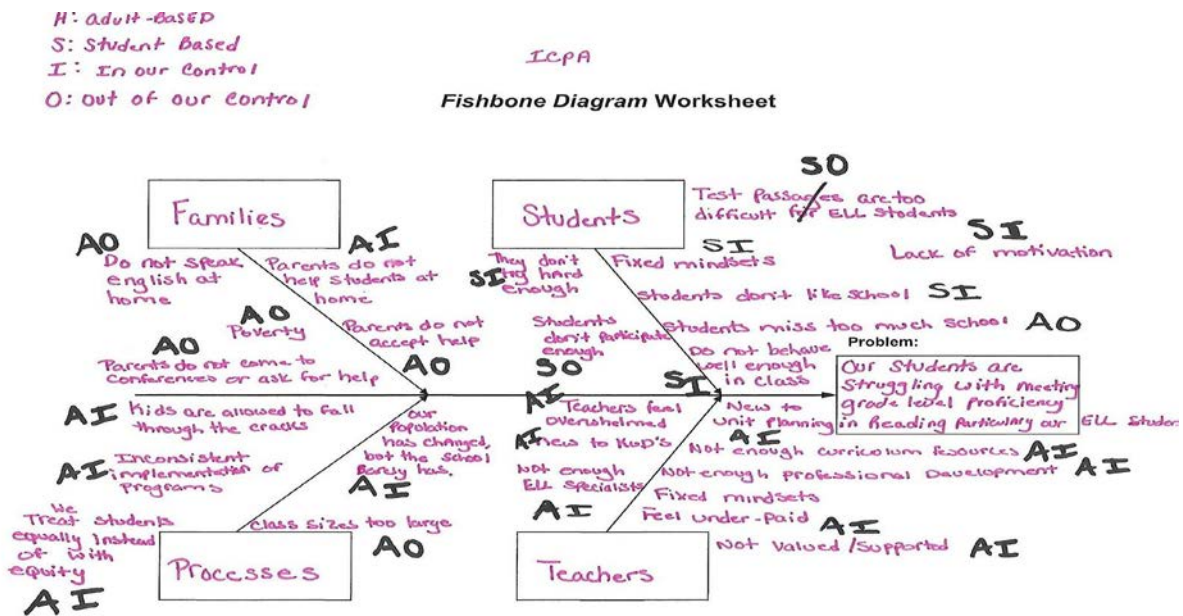 A: adult-BASED
S: Student Based
I: In our Control
O: Out of our Control
ICPA
Fishbone Diagram Worksheet
Families
AO
Do not speak
english at
home
AI
Parents do not
help students at
home
AO
Poverty
Parents do not
accept help
AO
AO
Parents do not come to
conferences or ask for help
Students
SO
Test passages are too
difficult for ELL Students
SI
Lack of motivation
SI
They don't
try hard
enough
SI
Fixed mindsets
Students don't like school SI
Students
don't Participate
enough
SO
Students miss too much school AO
Do not behave
well enough
in class
SI
Problem:
Our Students are
Struggling with meeting
grade level proficiency
in Reading Particulary our ELL Student
AI Kids are allowed to fall
through the cracks
AI Inconsistent
implementation of
Programs
our
Population
has changed,
but the school
Barely has.
AI
We
Treat students
equally instead
of with
equity
AI
Class sizes too large
AO
Processes
AI
Teachers feel
overwhelmed
AI new to KUD's
Not enough
ELL specialists
AI
New to
unit planning
AI
Not enough curriculum resources AI
Not enough professional Development AI
Fixed mindsets
Feel under-paid AI
Not valued/supported AI
Teachers